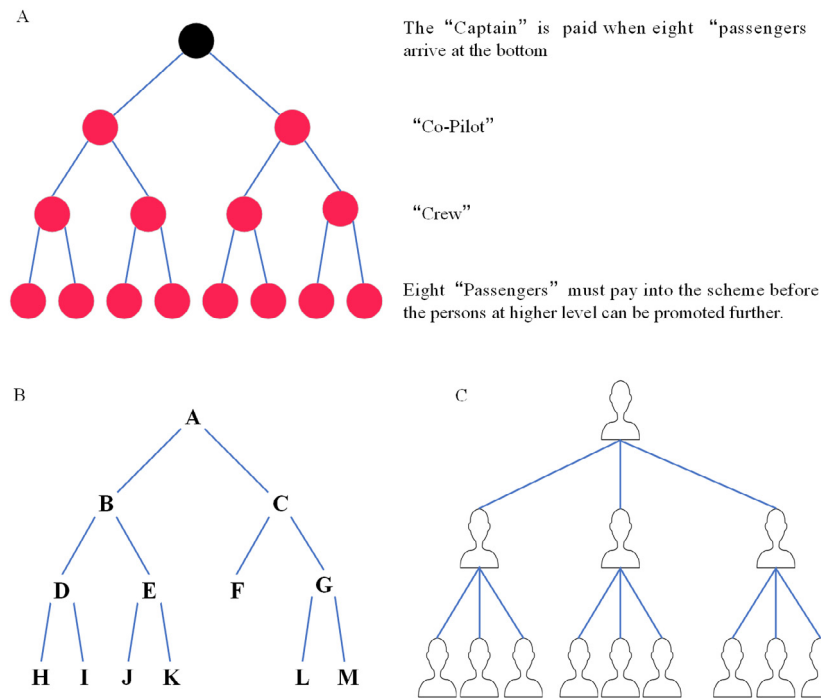 A
The “Captain” is paid when eight “passengers
arrive at the bottom
“Co-Pilot”
“Crew”
Eight “Passengers” must pay into the scheme before
the persons at higher level can be promoted further.
B
C
A
B C
D E F G
H I J K L M